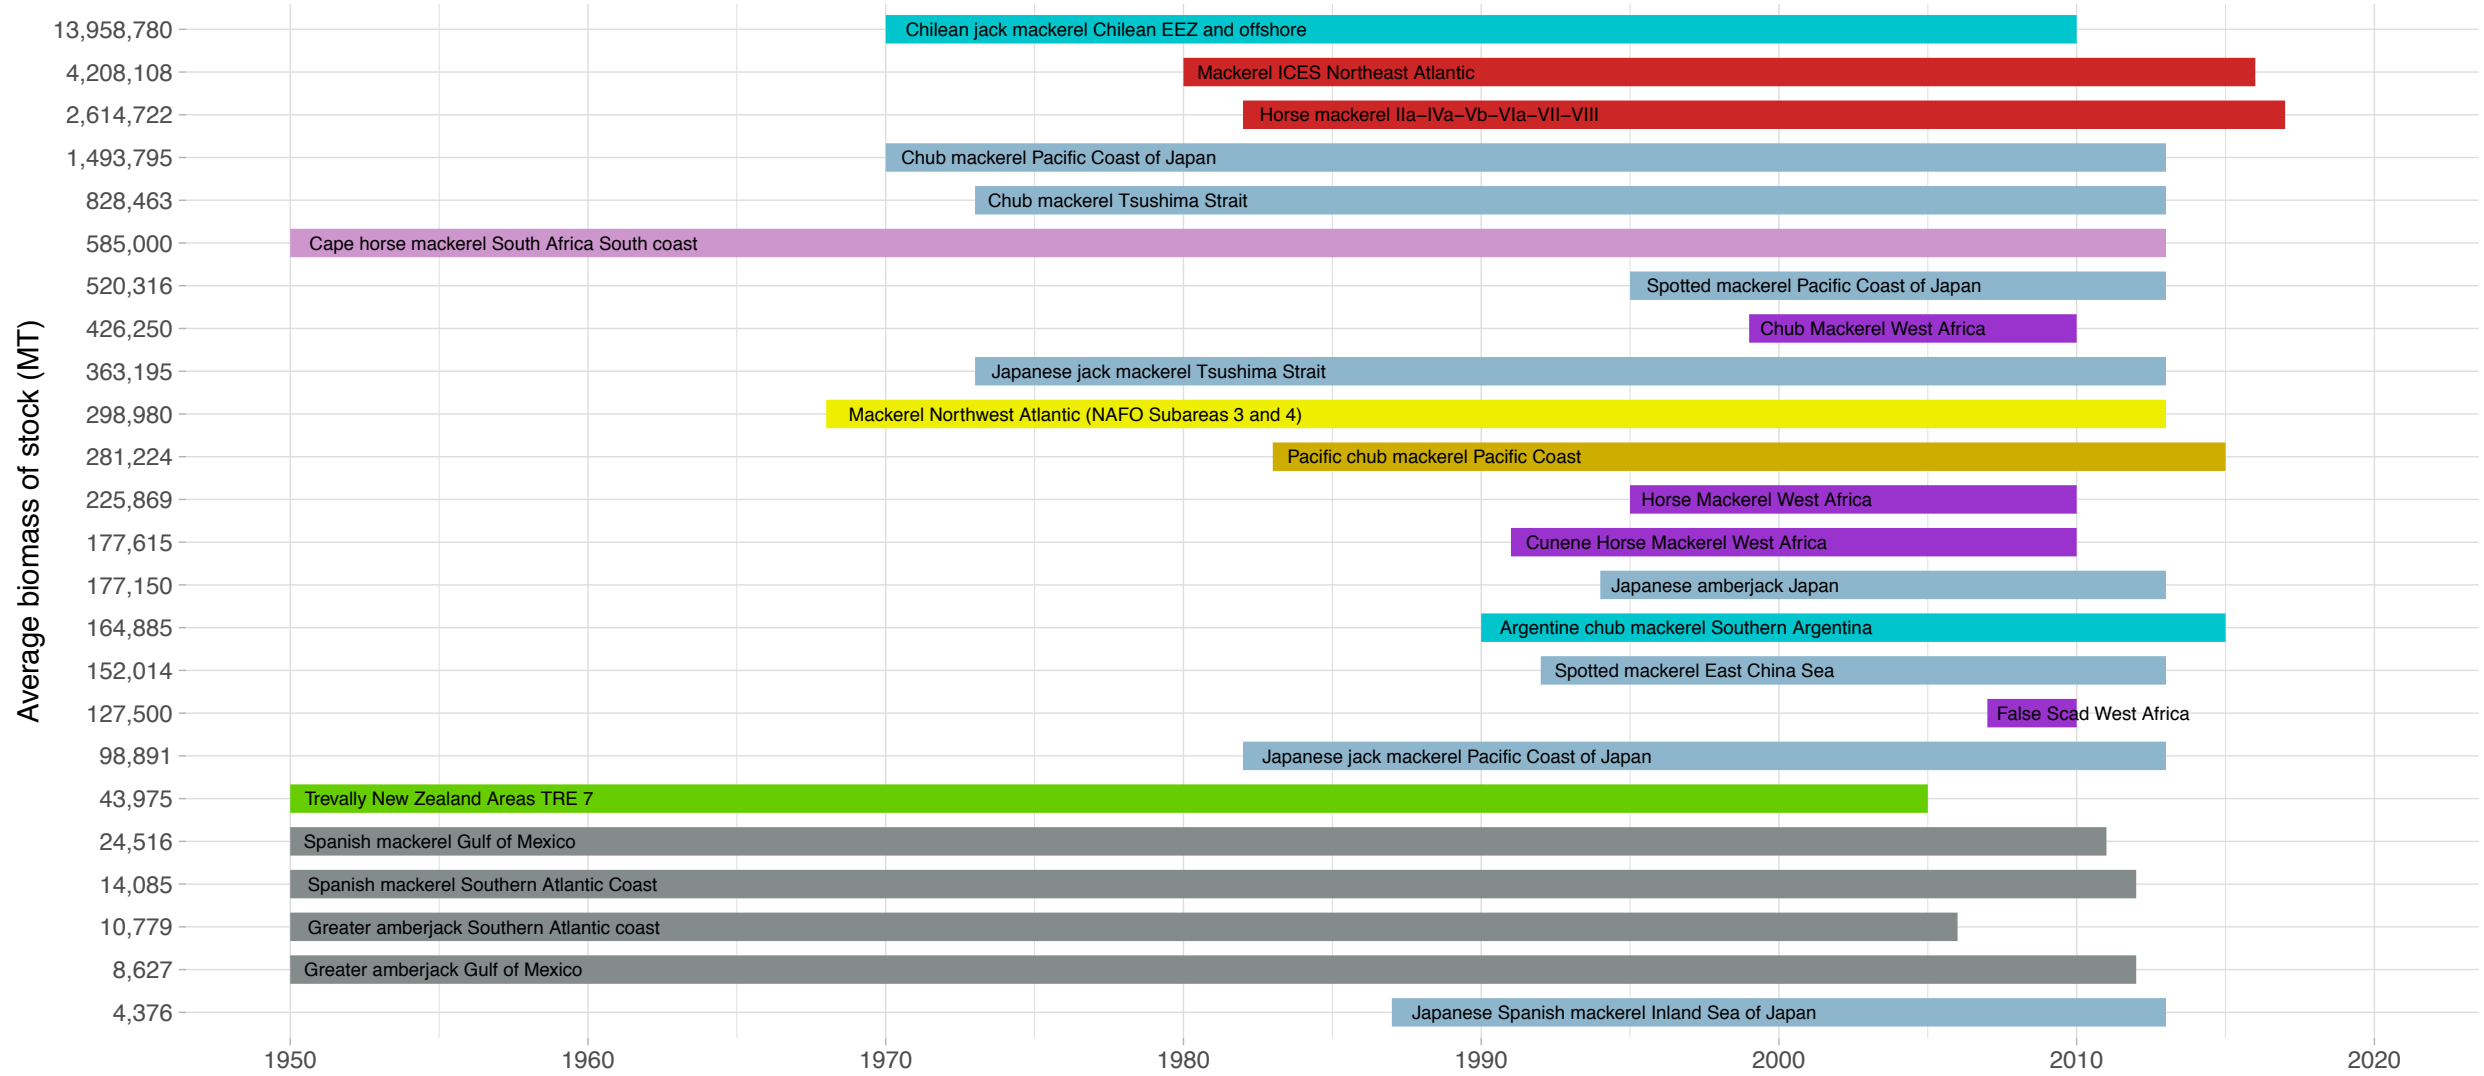 Average biomass of stock (MT)
13,958,780 Chilean jack mackerel Chilean EEZ and offshore
4,208,108 Mackerel ICES Northeast Atlantic
2,614,722 Horse mackerel IIa–IVa–Vb–VIa–VII–VIII
1,493,795 Chub mackerel Pacific Coast of Japan
828,463 Chub mackerel Tsushima Strait
585,000 Cape horse mackerel South Africa South coast
520,316 Spotted mackerel Pacific Coast of Japan
426,250 Chub Mackerel West Africa
363,195 Japanese jack mackerel Tsushima Strait
298,980 Mackerel Northwest Atlantic (NAFO Subareas 3 and 4)
281,224 Pacific chub mackerel Pacific Coast
225,869 Horse Mackerel West Africa
177,615 Cunene Horse Mackerel West Africa
177,150 Japanese amberjack Japan
164,885 Argentine chub mackerel Southern Argentina
152,014 Spotted mackerel East China Sea
127,500 False Scad West Africa
98,891 Japanese jack mackerel Pacific Coast of Japan
43,975 Trevally New Zealand Areas TRE 7
24,516 Spanish mackerel Gulf of Mexico
14,085 Spanish mackerel Southern Atlantic Coast
10,779 Greater amberjack Southern Atlantic coast
8,627 Greater amberjack Gulf of Mexico
4,376 Japanese Spanish mackerel Inland Sea of Japan
1950 1960 1970 1980 1990 2000 2010 2020